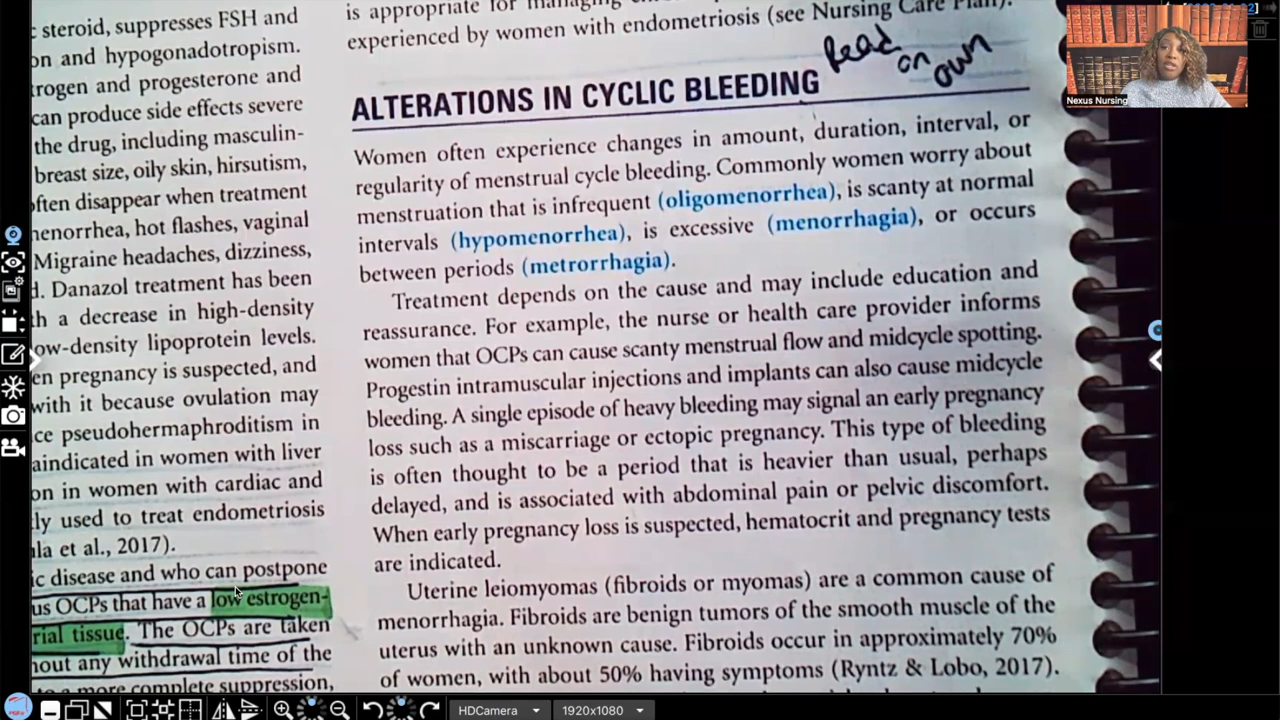 : steroid, suppresses FSH and
on and hypogonadotropism.
trogen and progesterone and
can produce side effects severe
the drug, including masculin-
breast size, oily skin, hirsutism,
often disappear when treatment
nenorrhea, hot flashes, vaginal
Migraine headaches, dizziness,
d. Danazol treatment has been
th a decrease in high-density
ow-density lipoprotein levels.
en pregnancy is suspected, and
with it because ovulation may
ce pseudohermaphroditism in
aindicated in women with liver
on in women with cardiac and
ly used to treat endometriosis
la et al., 2017).
ic disease and who can postpone
us OCPs that have a low estrogen-
rial tissue. The OCPs are taken
hout any withdrawal time of the
to a more complete suppression,
is appropriate for managing
experienced by women with endometriosis (see Nursing Care Plan).
Read on own
ALTERATIONS IN CYCLIC BLEEDING
Women often experience changes in amount, duration, interval, or
regularity of menstrual cycle bleeding. Commonly women worry about
menstruation that is infrequent (oligomenorrhea), is scanty at normal
intervals (hypomenorrhea), is excessive (menorrhagia), or occurs
between periods (metrorrhagia).
Treatment depends on the cause and may include education and
reassurance. For example, the nurse or health care provider informs
women that OCPs can cause scanty menstrual flow and midcycle spotting.
Progestin intramuscular injections and implants can also cause midcycle
bleeding. A single episode of heavy bleeding may signal an early pregnancy
loss such as a miscarriage or ectopic pregnancy. This type of bleeding
is often thought to be a period that is heavier than usual, perhaps
delayed, and is associated with abdominal pain or pelvic discomfort.
When early pregnancy loss is suspected, hematocrit and pregnancy tests
are indicated.
Uterine leiomyomas (fibroids or myomas) are a common cause of
menorrhagia. Fibroids are benign tumors of the smooth muscle of the
uterus with an unknown cause. Fibroids occur in approximately 70%
of women, with about 50% having symptoms (Ryntz & Lobo, 2017).
Nexus Nursing
HDCamera
1920x1080